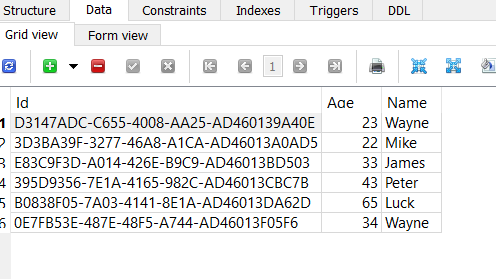 Structure Data Constraints Indexes Triggers DDL
Grid view Form view
1
Id Age Name
1 D3147ADC-C655-4008-AA25-AD460139A40E 23 Wayne
2 3D3BA39F-3277-46A8-A1CA-AD46013A0AD5 22 Mike
3 E83C9F3D-A014-426E-B9C9-AD46013BD503 33 James
4 395D9356-7E1A-4165-982C-AD46013CBC7B 43 Peter
5 B0838F05-7A03-4141-8E1A-AD46013DA62D 65 Luck
6 0E7FB53E-487E-48F5-A744-AD46013F05F6 34 Wayne